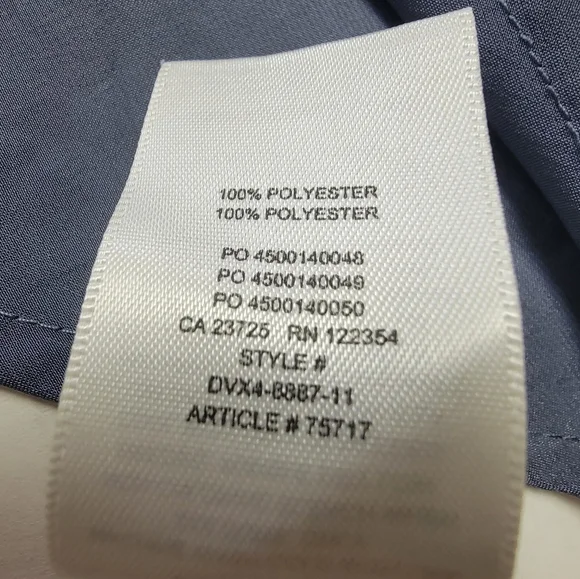 100% POLYESTER
100% POLYESTER
PO 4500140048
PO 4500140049
PO 4500140050
CA 23725 RN 122354
STYLE #
DVX4-8887-11
ARTICLE # 75717